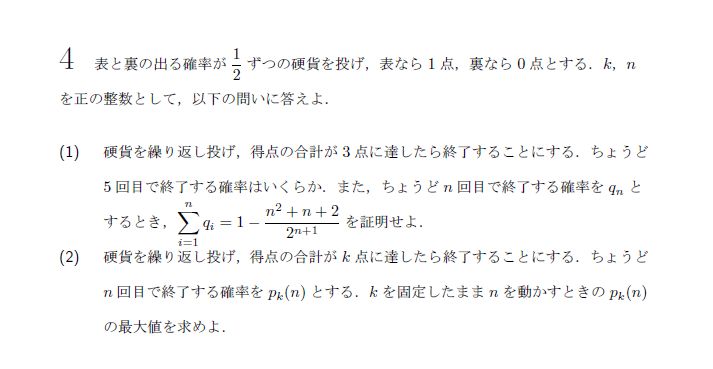 4 表と裏の出る確率が 1/2 ずつの硬貨を投げ，表なら 1 点，裏なら 0 点とする．k，n
を正の整数として，以下の問いに答えよ．
(1) 硬貨を繰り返し投げ，得点の合計が 3 点に達したら終了することにする．ちょうど
5 回目で終了する確率はいくらか．また，ちょうど n 回目で終了する確率を q_n と
するとき，\sum_{i=1}^{n} q_i = 1 - \frac{n^2+n+2}{2^{n+1}} を証明せよ．
(2) 硬貨を繰り返し投げ，得点の合計が k 点に達したら終了することにする．ちょうど
n 回目で終了する確率を p_k(n) とする．k を固定したまま n を動かすときの p_k(n)
の最大値を求めよ．